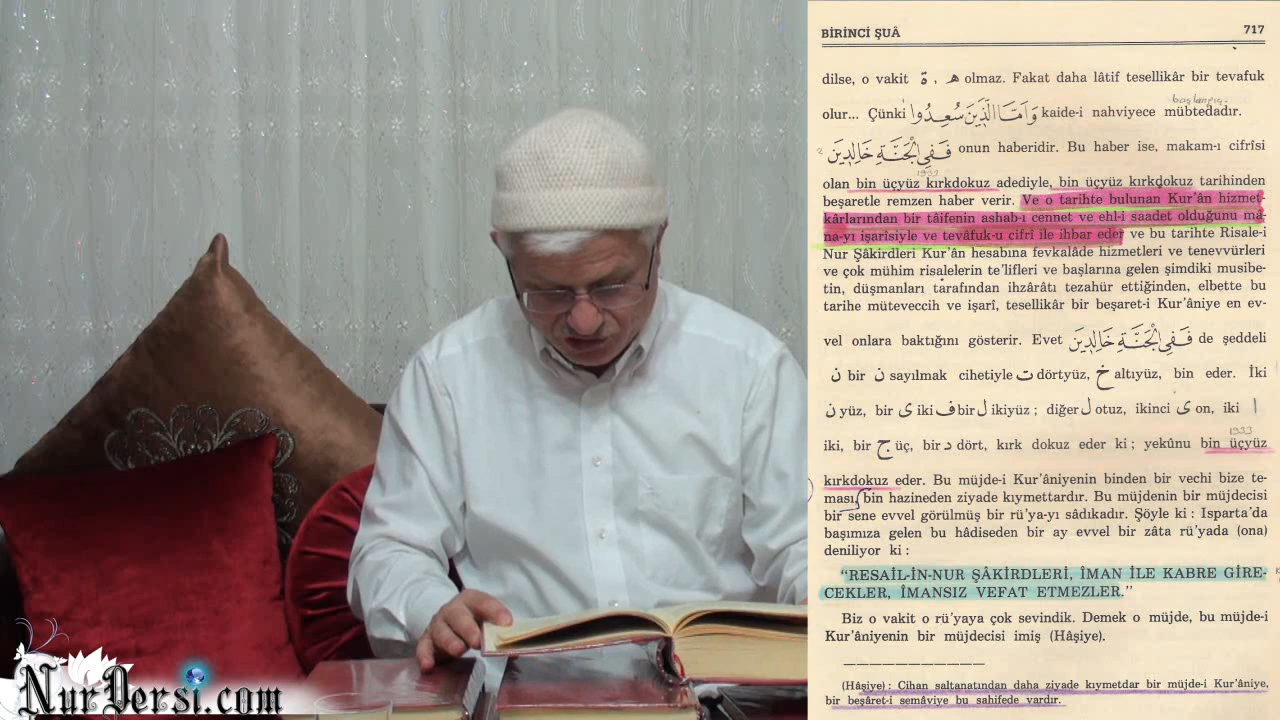 BİRİNCİ ŞUÂ 717
dilse, o vakit ة ، ه olmaz. Fakat daha lâtif tesellikâr bir tevafuk
başlangıç.
olur... Çünki وَاَمَّا الَّذِينَ سُعِدُوا kaide-i nahviyece mübtedadır.
فَفِى الْجَنَّةِ خَالِدِينَ onun haberidir. Bu haber ise, makam-ı cifrîsi
1933
olan bin üçyüz kırkdokuz adediyle, bin üçyüz kırkdokuz tarihinden
beşaretle remzen haber verir. Ve o tarihte bulunan Kur'ân hizmet-
kârlarından bir tâifenin ashab-ı cennet ve ehl-i saadet olduğunu mâ-
na-yı işarîsiyle ve tevâfuk-u cifrî ile ihbar eder ve bu tarihte Risale-i
Nur Şâkirdleri Kur'ân hesabına fevkalâde hizmetleri ve tenevvürleri
ve çok mühim risalelerin te'lifleri ve başlarına gelen şimdiki musibe-
tin, düşmanları tarafından ihzârâtı tezahür ettiğinden, elbette bu
tarihe müteveccih ve işarî, tesellikâr bir beşaret-i Kur'âniye en ev-
vel onlara baktığını gösterir. Evet فَفِى الْجَنَّةِ خَالِدِينَ de şeddeli
ن bir ن sayılmak cihetiyle ت dörtyüz, خ altıyüz, bin eder. İki
ن yüz, bir ى iki ف bir ل ikiyüz ; diğer ل otuz, ikinci ى on, iki ا
1933
iki, bir ج üç, bir د dört, kırk dokuz eder ki ; yekûnu bin üçyüz
kırkdokuz eder. Bu müjde-i Kur'âniyenin binden bir vechi bize te-
ması, bin hazineden ziyade kıymettardır. Bu müjdenin bir müjdecisi
bir sene evvel görülmüş bir rü'ya-yı sâdıkadır. Şöyle ki : Isparta'da
başımıza gelen bu hâdiseden bir ay evvel bir zâta rü'yada (ona)
deniliyor ki :
"RESAİL-İN-NUR ŞÂKİRDLERİ, ÎMAN İLE KABRE GİRE-
CEKLER, ÎMANSIZ VEFAT ETMEZLER."
Biz o vakit o rü'yaya çok sevindik. Demek o müjde, bu müjde-i
Kur'âniyenin bir müjdecisi imiş (Hâşiye).
(Hâşiye) : Cihan saltanatından daha ziyade kıymetdar bir müjde-i Kur'âniye,
bir beşâret-i semâviye bu sahifede vardır.
NurDersi.com